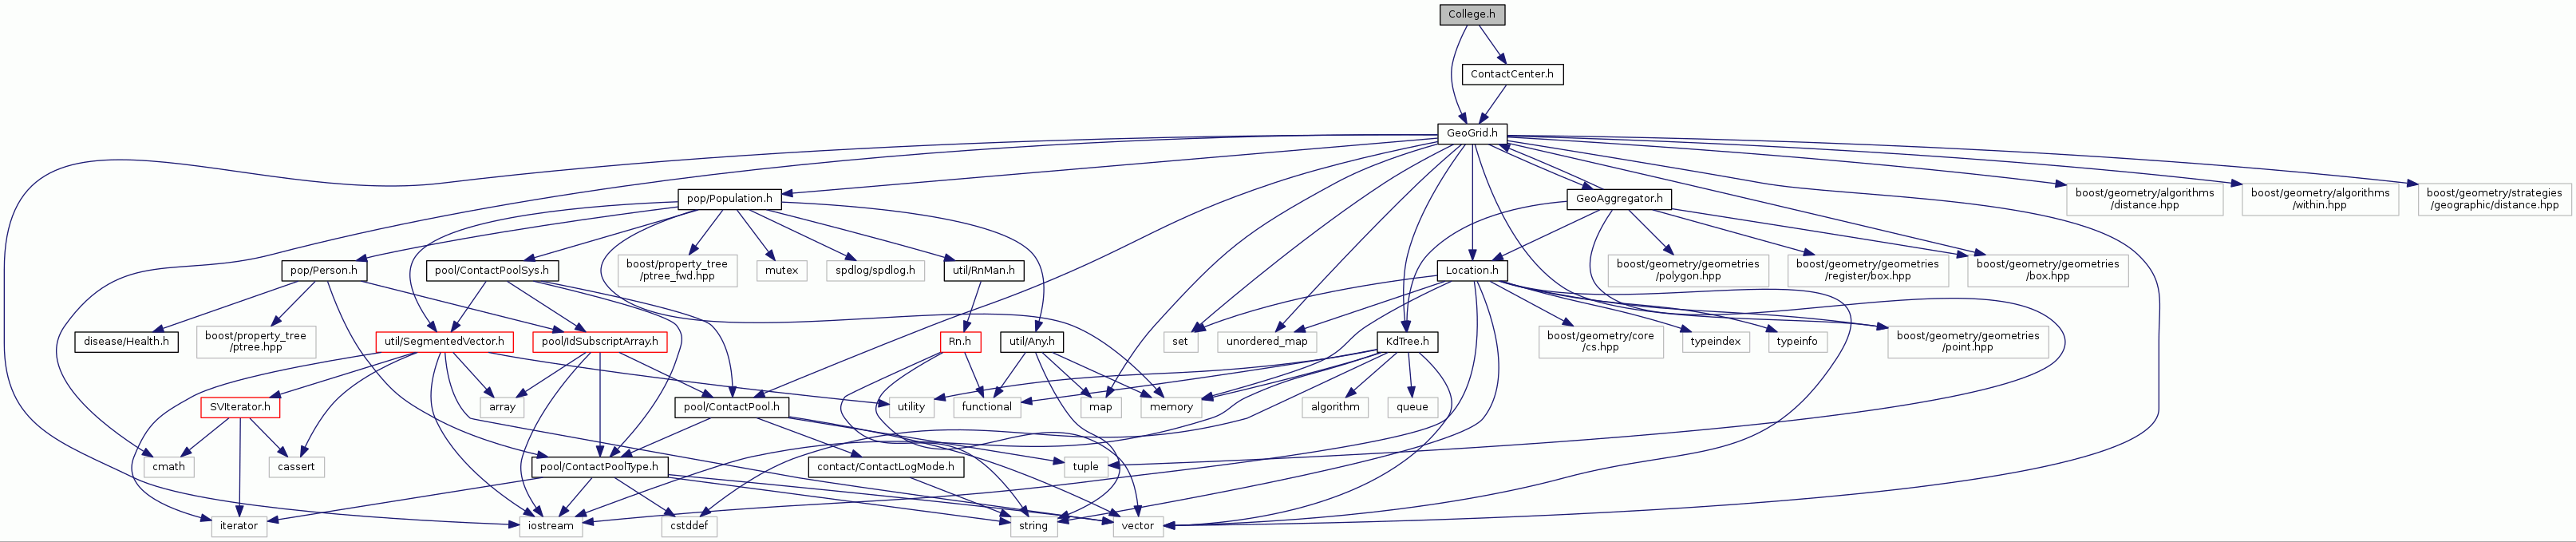 College.h
ContactCenter.h
GeoGrid.h
pop/Population.h
GeoAggregator.h
boost/geometry/algorithms
/distance.hpp
boost/geometry/algorithms
/within.hpp
boost/geometry/strategies
/geographic/distance.hpp
pop/Person.h
pool/ContactPoolSys.h
boost/property_tree
/ptree_fwd.hpp
mutex
spdlog/spdlog.h
util/RnMan.h
Location.h
boost/geometry/geometries
/polygon.hpp
boost/geometry/geometries
/register/box.hpp
boost/geometry/geometries
/box.hpp
disease/Health.h
boost/property_tree
/ptree.hpp
util/SegmentedVector.h
pool/IdSubscriptArray.h
Rn.h
util/Any.h
set
unordered_map
KdTree.h
boost/geometry/core
/cs.hpp
typeindex
typeinfo
boost/geometry/geometries
/point.hpp
SVIterator.h
array
pool/ContactPool.h
utility
functional
map
memory
algorithm
queue
cmath
cassert
pool/ContactPoolType.h
contact/ContactLogMode.h
tuple
iterator
iostream
cstddef
string
vector